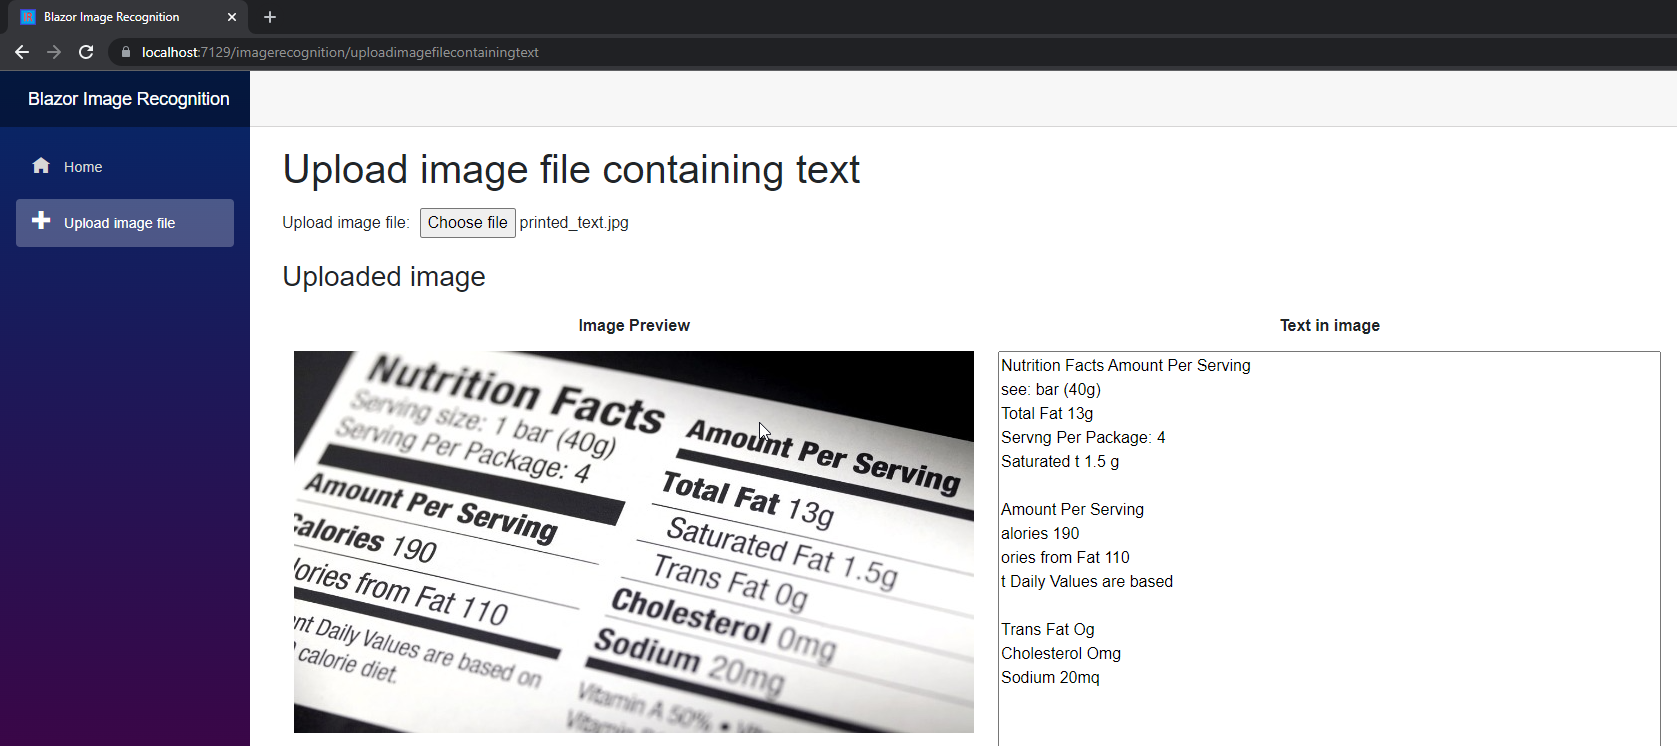 Blazor Image Recognition
localhost:7129/imagerecognition/uploadimagefilecontainingtext
Blazor Image Recognition
Home
Upload image file
Upload image file containing text
Upload image file: Choose file printed_text.jpg
Uploaded image
Image Preview
Nutrition Facts
Serving size: 1 bar (40g)
Serving Per Package: 4
Amount Per Serving
Calories 190
lories from Fat 110
nt Daily Values are based on
calorie diet.
Amount Per Serving
Total Fat 13g
Saturated Fat 1.5g
Trans Fat 0g
Cholesterol 0mg
Sodium 20mg
Vitamin A 50% •
Text in image
Nutrition Facts Amount Per Serving
see: bar (40g)
Total Fat 13g
Servng Per Package: 4
Saturated t 1.5 g
Amount Per Serving
alories 190
ories from Fat 110
t Daily Values are based
Trans Fat Og
Cholesterol Omg
Sodium 20mq